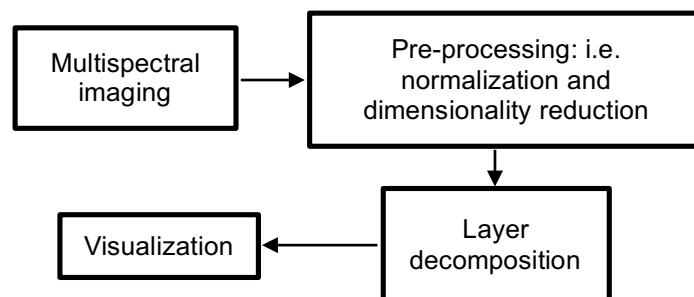 Multispectral
imaging
Pre-processing: i.e.
normalization and
dimensionality reduction
Layer
decomposition
Visualization